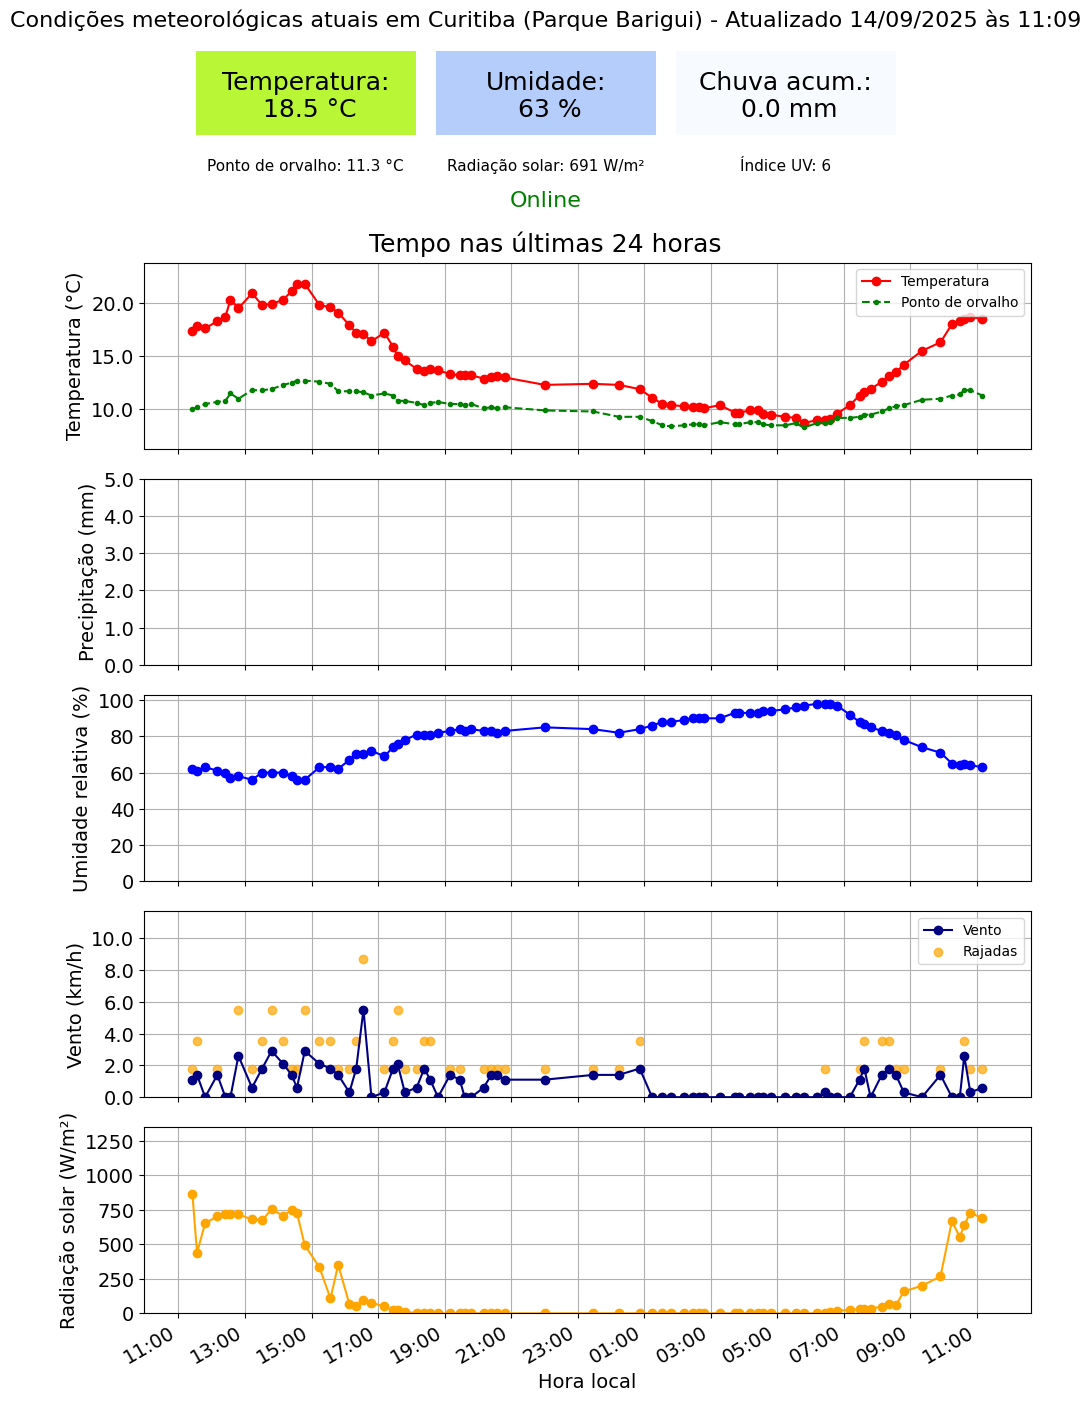 Condições meteorológicas atuais em Curitiba (Parque Barigui) - Atualizado 14/09/2025 às 11:09
Temperatura:
18.5 °C
Umidade:
63 %
Chuva acum.:
0.0 mm
Ponto de orvalho: 11.3 °C
Radiação solar: 691 W/m²
Índice UV: 6
Online
Tempo nas últimas 24 horas
Temperatura (°C)
20.0
15.0
10.0
Temperatura
Ponto de orvalho
Precipitação (mm)
5.0
4.0
3.0
2.0
1.0
0.0
Umidade relativa (%)
100
80
60
40
20
0
Vento (km/h)
10.0
8.0
6.0
4.0
2.0
0.0
Vento
Rajadas
Radiação solar (W/m²)
1250
1000
750
500
250
0
11:00
13:00
15:00
17:00
19:00
21:00
23:00
01:00
03:00
05:00
07:00
09:00
11:00
Hora local